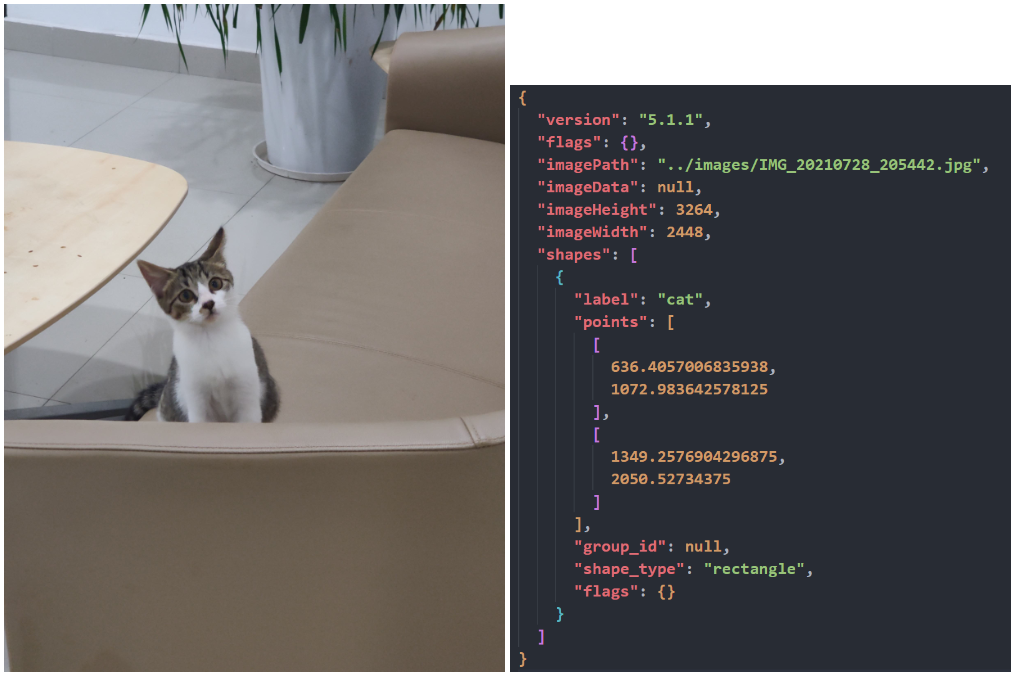 {
"version": "5.1.1",
"flags": {},
"imagePath": "../images/IMG_20210728_205442.jpg",
"imageData": null,
"imageHeight": 3264,
"imageWidth": 2448,
"shapes": [
{
"label": "cat",
"points": [
[
636.4057006835938,
1072.983642578125
],
[
1349.2576904296875,
2050.52734375
]
],
"group_id": null,
"shape_type": "rectangle",
"flags": {}
}
]
}